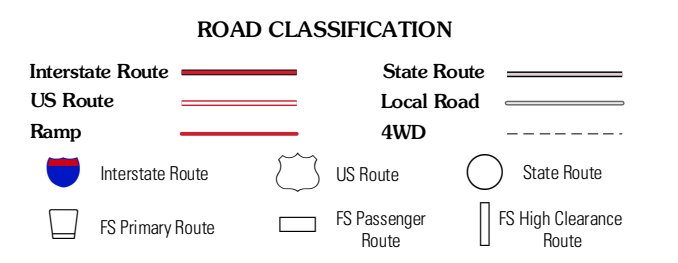 ROAD CLASSIFICATION
Interstate Route
State Route
US Route
Local Road
Ramp
4WD
Interstate Route
US Route
State Route
FS Primary Route
FS Passenger
Route
FS High Clearance
Route